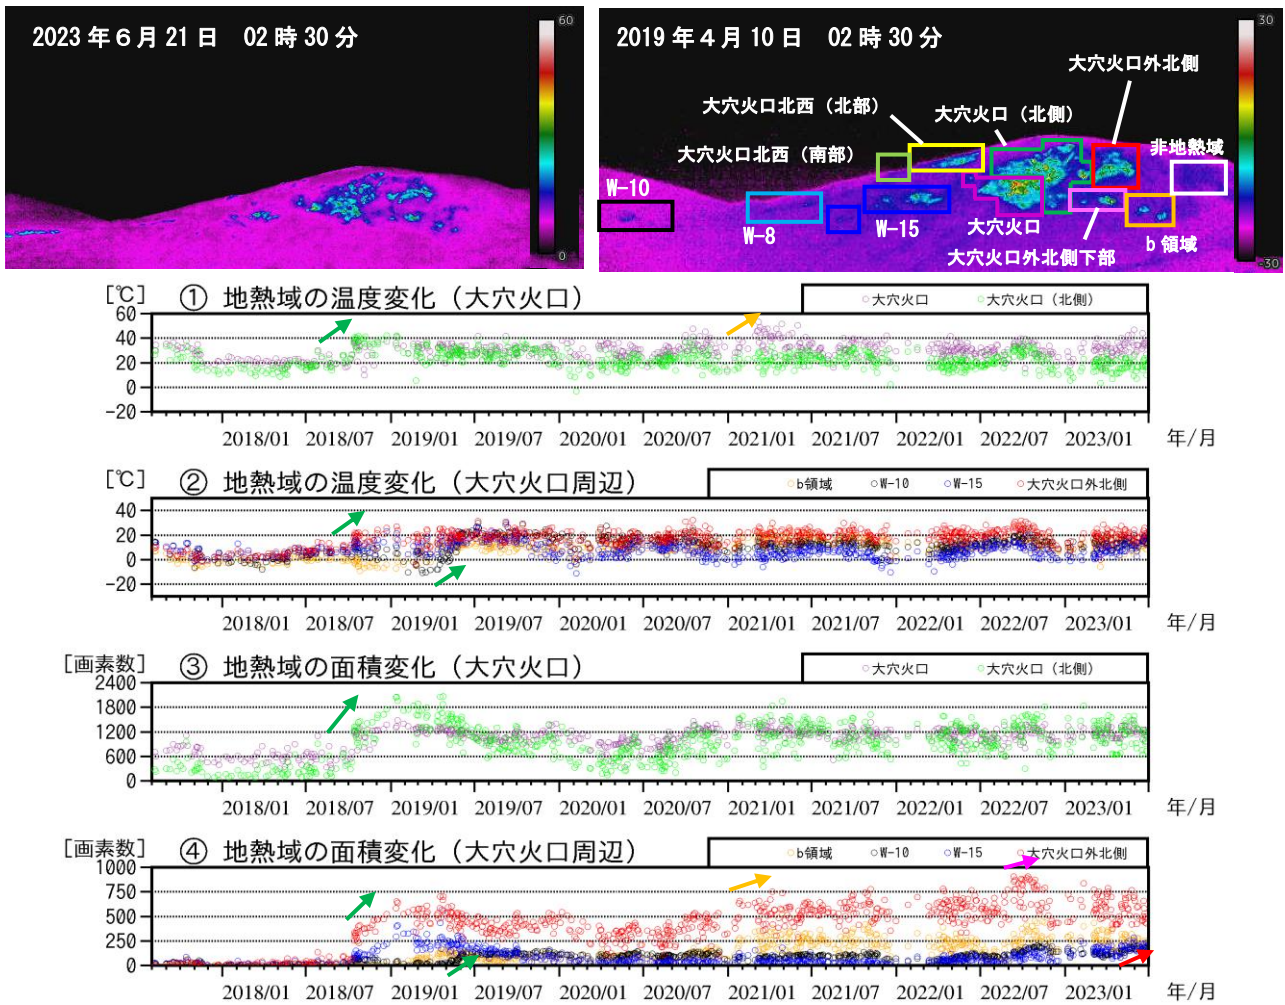 2023年6月21日 02時30分
60
0
2019年4月10日 02時30分
30
-30
大穴火口外北側
大穴火口北西（北部）
大穴火口（北側）
大穴火口北西（南部）
非地熱域
W-10
W-8
W-15
大穴火口
b領域
大穴火口外北側下部
[℃]
① 地熱域の温度変化（大穴火口）
大穴火口
大穴火口（北側）
60
40
20
0
-20
2018/01 2018/07 2019/01 2019/07 2020/01 2020/07 2021/01 2021/07 2022/01 2022/07 2023/01 年/月
[℃]
② 地熱域の温度変化（大穴火口周辺）
b領域 W-10 W-15 大穴火口外北側
40
20
0
-20
2018/01 2018/07 2019/01 2019/07 2020/01 2020/07 2021/01 2021/07 2022/01 2022/07 2023/01 年/月
[画素数]
③ 地熱域の面積変化（大穴火口）
大穴火口
大穴火口（北側）
2400
1800
1200
600
0
2018/01 2018/07 2019/01 2019/07 2020/01 2020/07 2021/01 2021/07 2022/01 2022/07 2023/01 年/月
[画素数]
④ 地熱域の面積変化（大穴火口周辺）
b領域 W-10 W-15 大穴火口外北側
1000
750
500
250
0
2018/01 2018/07 2019/01 2019/07 2020/01 2020/07 2021/01 2021/07 2022/01 2022/07 2023/01 年/月